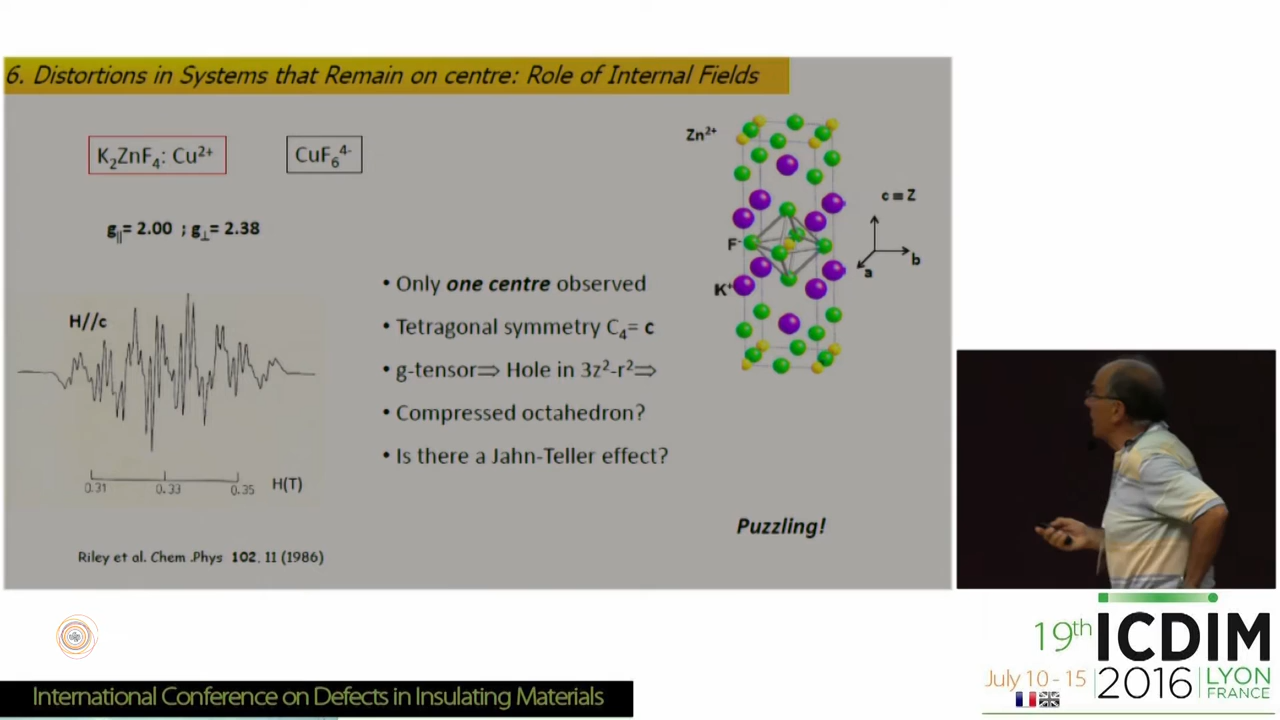 6. Distortions in Systems that Remain on centre: Role of Internal Fields
K₂ZnF₄: Cu²⁺
CuF₆⁴⁻
g∥= 2.00 ; g⊥= 2.38
H//c
0.31 0.33 0.35 H(T)
Riley et al. Chem .Phys 102, 11 (1986)
• Only one centre observed
• Tetragonal symmetry C₄= c
• g-tensor⇒ Hole in 3z²-r²⇒
• Compressed octahedron?
• Is there a Jahn-Teller effect?
Puzzling!
Zn²⁺
F⁻
K⁺
c ≡ Z
b
a
19th ICDIM
July 10 - 15 2016 LYON
FRANCE
International Conference on Defects in Insulating Materials